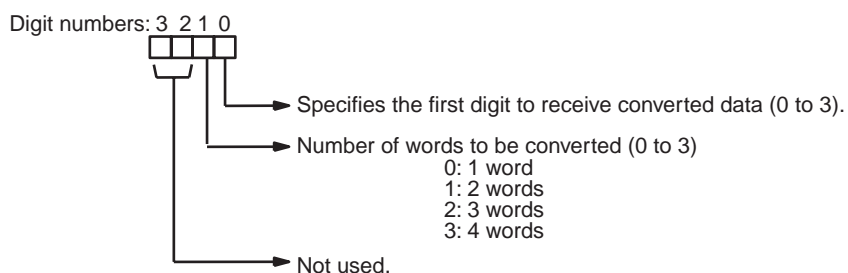 Digit numbers: 3 2 1 0
Specifies the first digit to receive converted data (0 to 3).
Number of words to be converted (0 to 3)
0: 1 word
1: 2 words
2: 3 words
3: 4 words
Not used.